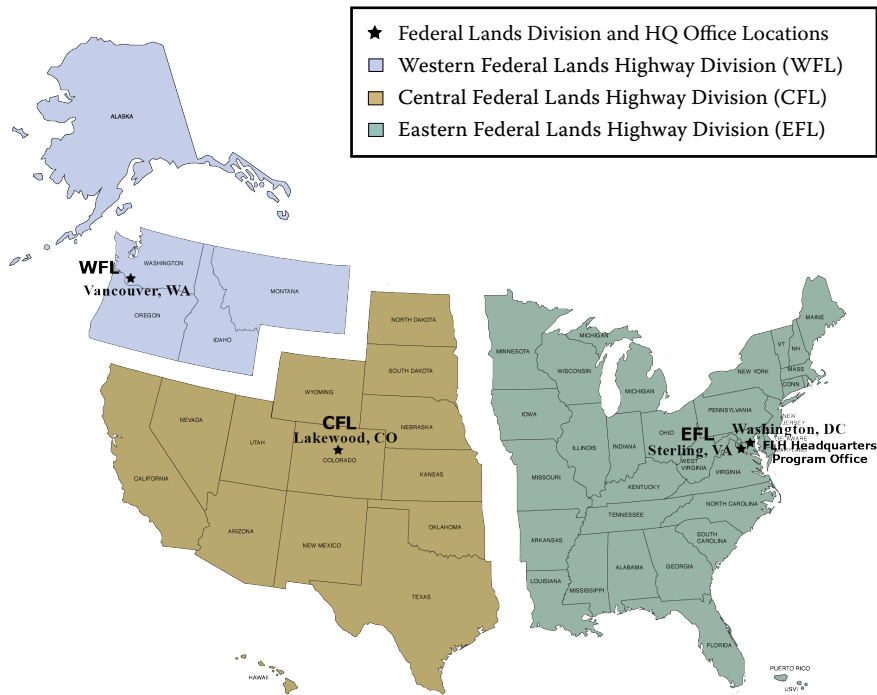 Federal Lands Division and HQ Office Locations
Western Federal Lands Highway Division (WFL)
Central Federal Lands Highway Division (CFL)
Eastern Federal Lands Highway Division (EFL)
ALASKA
WASHINGTON
WFL
Vancouver, WA
MONTANA
OREGON
IDAHO
NORTH DAKOTA
SOUTH DAKOTA
WYOMING
NEVADA
NEBRASKA
CFL
Lakewood, CO
UTAH
COLORADO
CALIFORNIA
KANSAS
ARIZONA
NEW MEXICO
OKLAHOMA
TEXAS
HAWAII
MINNESOTA
MICHIGAN
WISCONSIN
MICHIGAN
IOWA
ILLINOIS
INDIANA
OHIO
MISSOURI
KENTUCKY
WEST
VIRGINIA
VIRGINIA
MAINE
VT
NH
MASS
CONN
NEW YORK
PENNSYLVANIA
NEW
JERSEY
DELAWARE
Washington, DC
EFL
Sterling, VA
FLH Headquarters
Program Office
NORTH CAROLINA
TENNESSEE
SOUTH
CAROLINA
ARKANSAS
LOUISIANA
MISSISSIPPI
ALABAMA
GEORGIA
FLORIDA
PUERTO RICO
USVI